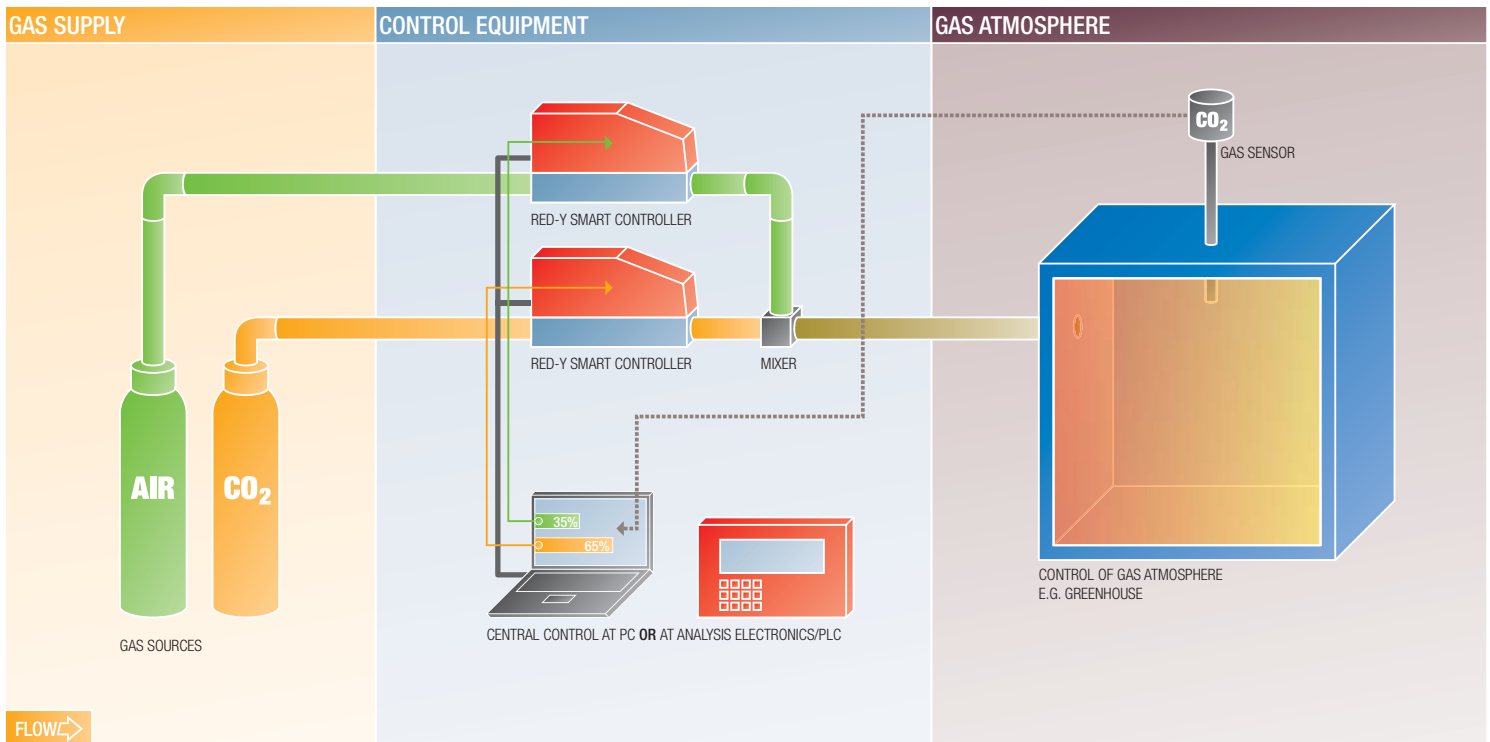 GAS SUPPLY
CONTROL EQUIPMENT
GAS ATMOSPHERE
CO₂
GAS SENSOR
RED-Y SMART CONTROLLER
RED-Y SMART CONTROLLER
MIXER
AIR
CO₂
35%
65%
CONTROL OF GAS ATMOSPHERE
E.G. GREENHOUSE
CENTRAL CONTROL AT PC OR AT ANALYSIS ELECTRONICS/PLC
GAS SOURCES
FLOW